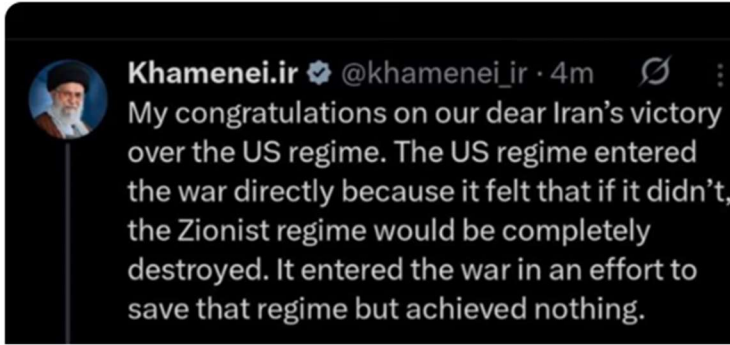 Khamenei.ir @khamenei_ir · 4m
My congratulations on our dear Iran's victory
over the US regime. The US regime entered
the war directly because it felt that if it didn't,
the Zionist regime would be completely
destroyed. It entered the war in an effort to
save that regime but achieved nothing.